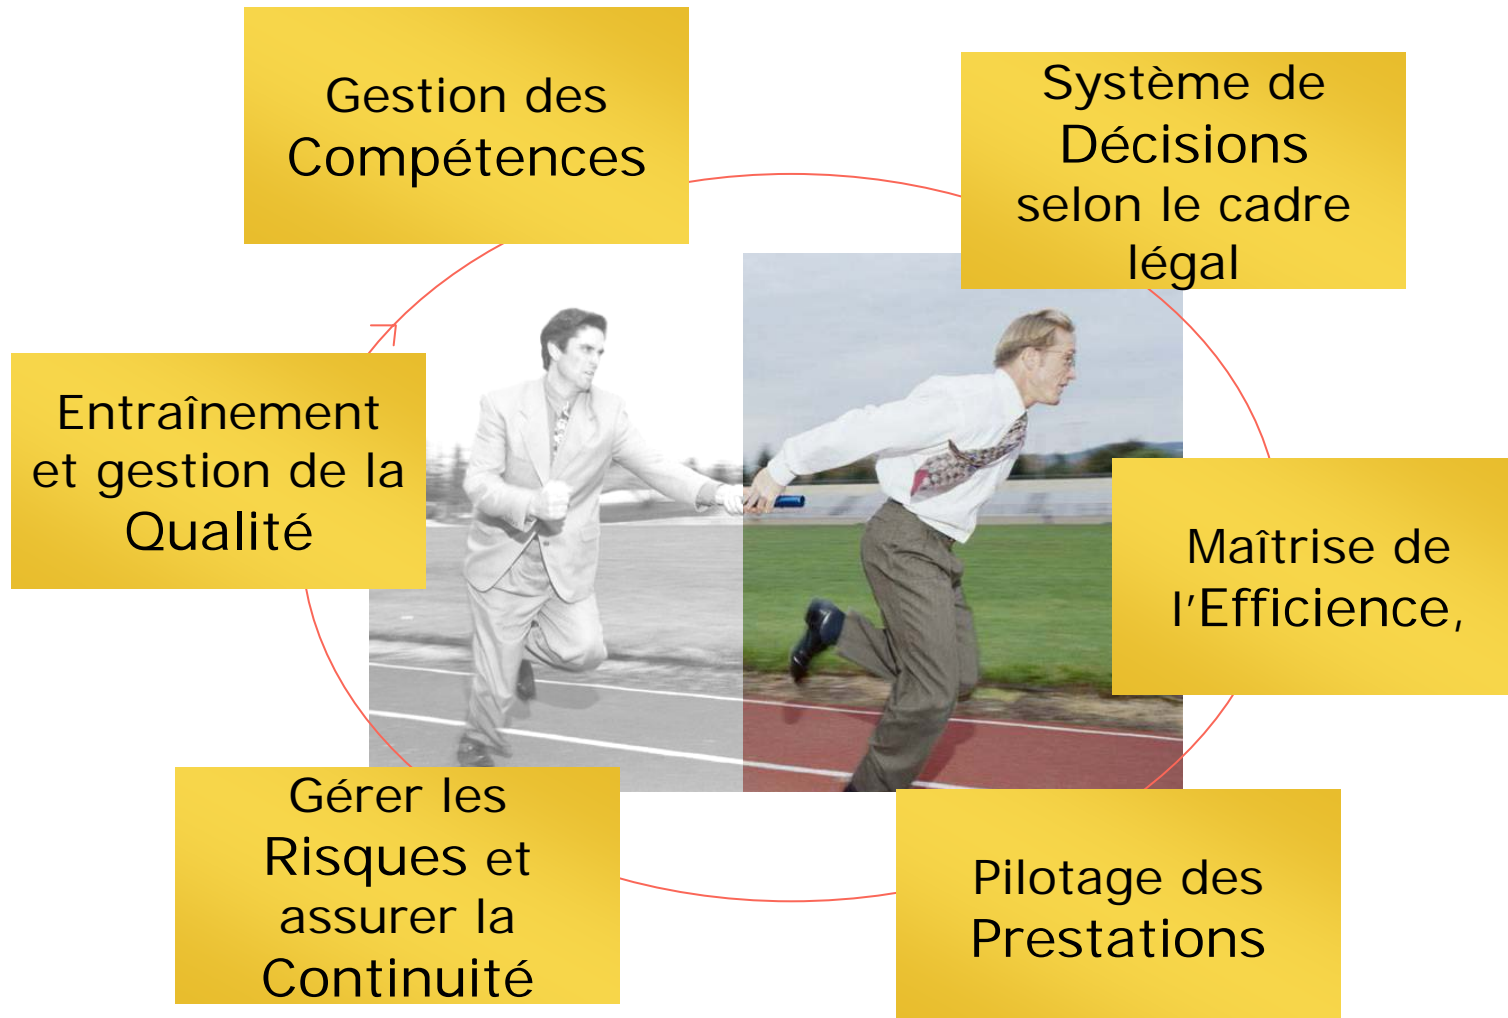 Gestion des
Compétences
Système de
Décisions
selon le cadre
légal
Entraînement
et gestion de la
Qualité
Maîtrise de
l'Efficience,
Gérer les
Risques et
assurer la
Continuité
Pilotage des
Prestations